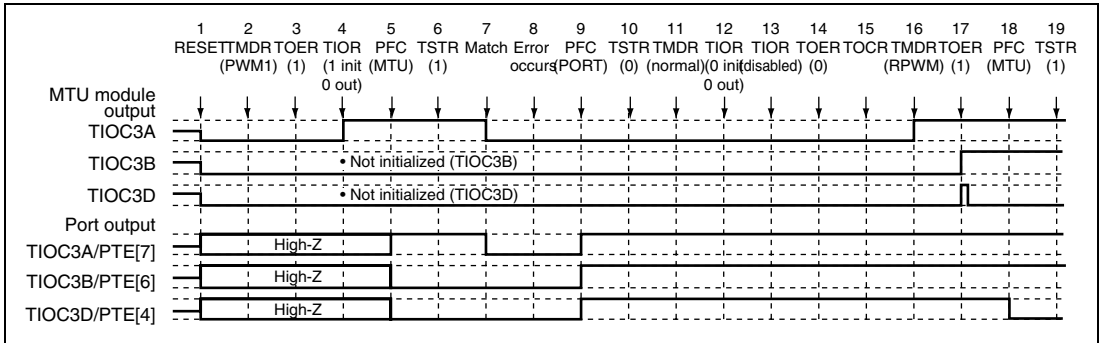 1 2 3 4 5 6 7 8 9 10 11 12 13 14 15 16 17 18 19
RESET TMDR TOER TIOR PFC TSTR Match Error PFC TSTR TMDR TIOR TIOR TOER TOCR TMDR TOER PFC TSTR
(PWM1) (1) (1 init (MTU) (1) occurs (PORT) (0) (normal) (0 init (disabled) (0) (RPWM) (1) (MTU) (1)
0 out) 0 out)
MTU module
output
TIOC3A
TIOC3B • Not initialized (TIOC3B)
TIOC3D • Not initialized (TIOC3D)
Port output
TIOC3A/PTE[7] High-Z
TIOC3B/PTE[6] High-Z
TIOC3D/PTE[4] High-Z